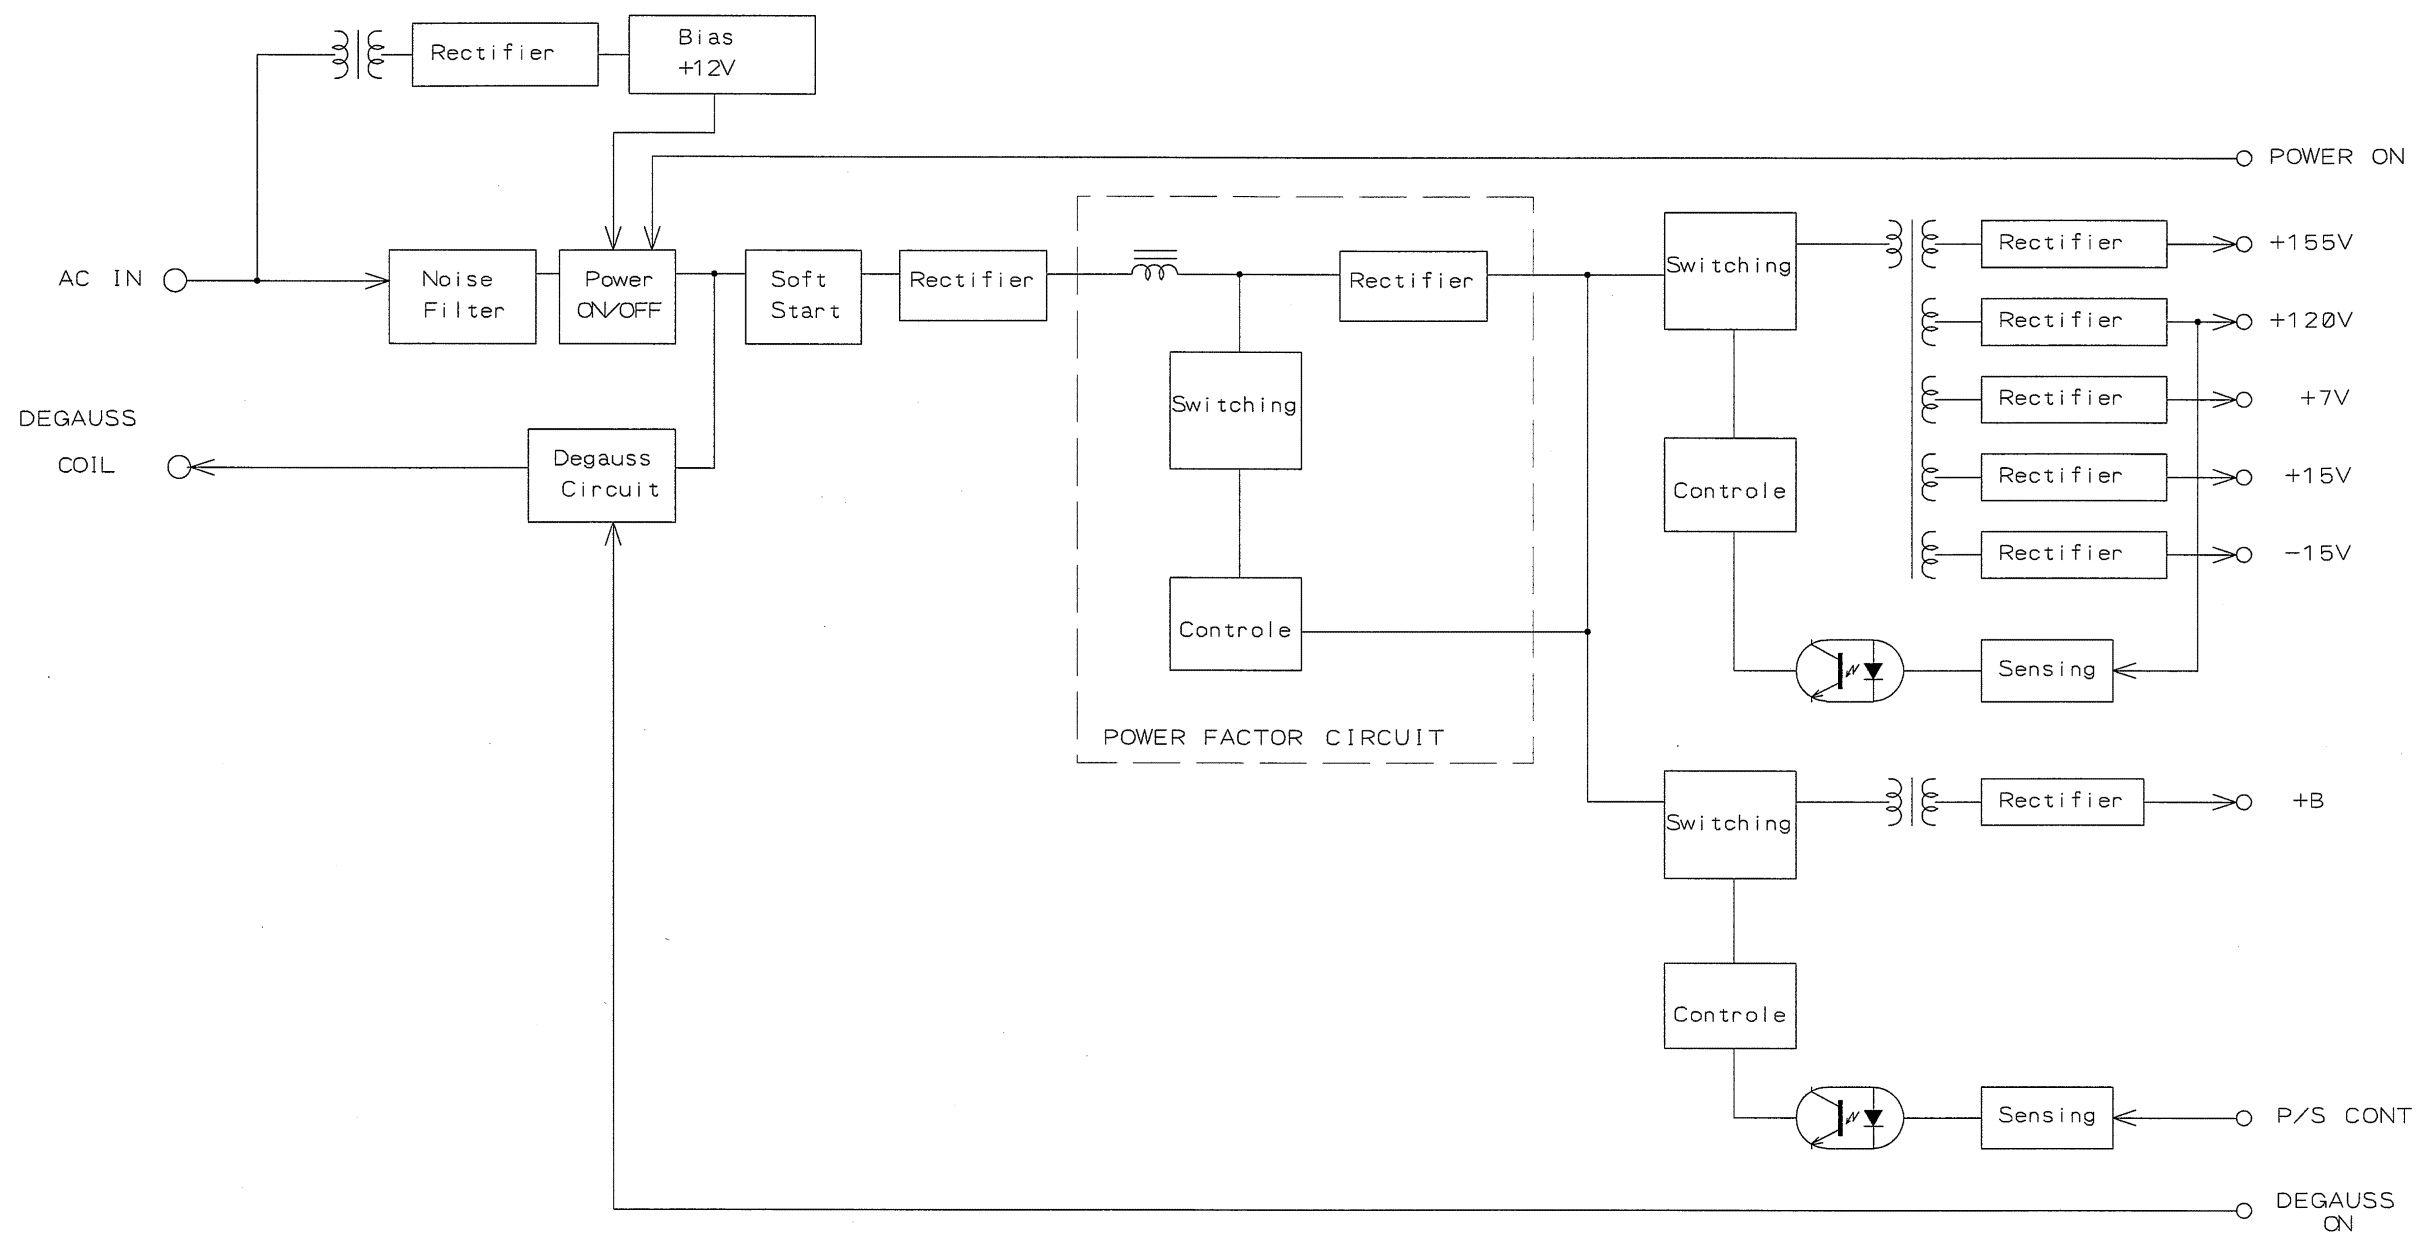 Rectifier
Bias
+12V
POWER ON
AC IN
Noise
Filter
Power
ON/OFF
Soft
Start
Rectifier
Rectifier
Switching
Rectifier
+155V
Rectifier
+120V
Rectifier
+7V
Rectifier
+15V
Rectifier
-15V
DEGAUSS
COIL
Degauss
Circuit
Switching
Controle
Controle
Sensing
POWER FACTOR CIRCUIT
Switching
Rectifier
+B
Controle
Sensing
P/S CONT
DEGAUSS
ON